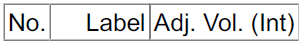 No. Label Adj. Vol. (Int)